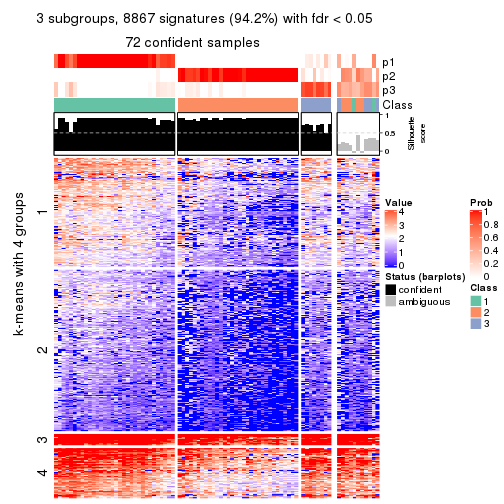 3 subgroups, 8867 signatures (94.2%) with fdr < 0.05
72 confident samples
p1
p2
p3
Class
1
0.5
0
Silhouette
score
k-means with 4 groups
1
2
3
4
Value
4
3
2
1
0
Status (barplots)
confident
ambiguous
Prob
1
0.8
0.6
0.4
0.2
0
Class
1
2
3